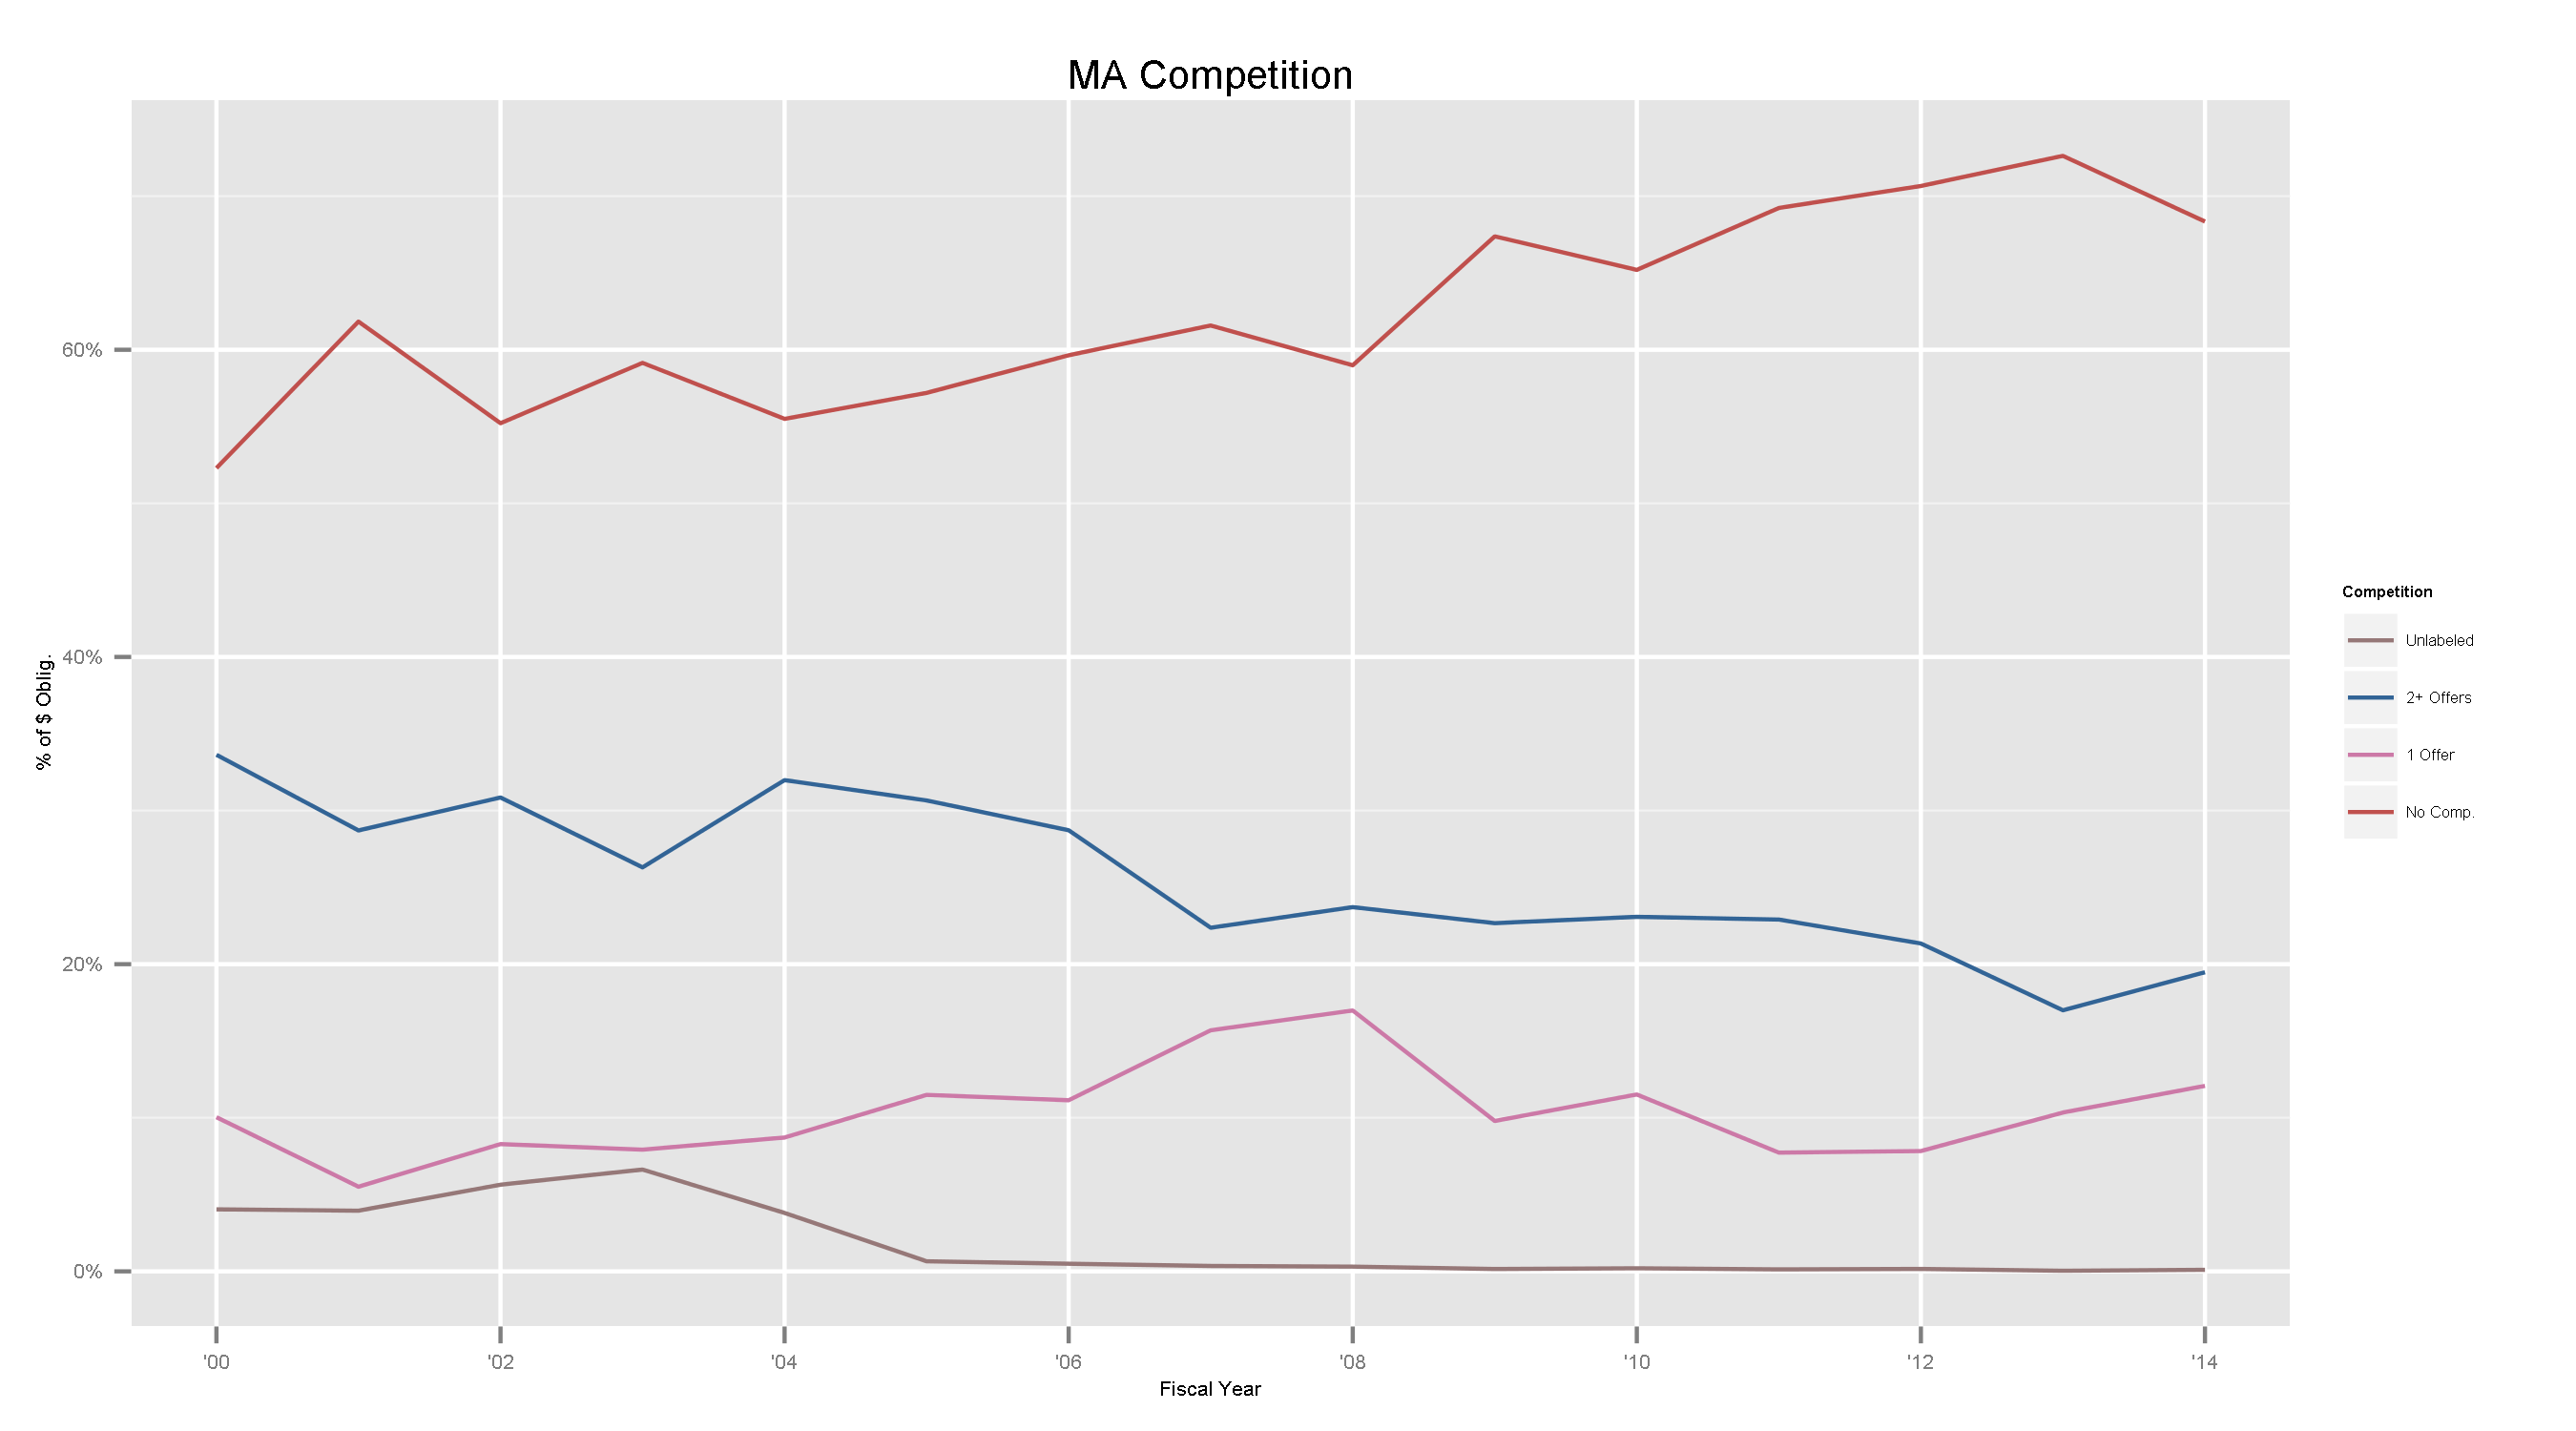 MA Competition
60%
40%
20%
0%
% of $ Oblig.
'00 '02 '04 '06 '08 '10 '12 '14
Fiscal Year
Competition
Unlabeled
2+ Offers
1 Offer
No Comp.